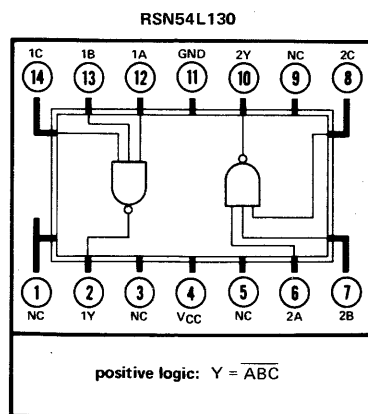 RSN54L130
1C 1B 1A GND 2Y NC 2C
14 13 12 11 10 9 8
1 2 3 4 5 6 7
NC 1Y NC VCC NC 2A 2B
positive logic: Y = \overline{ABC}